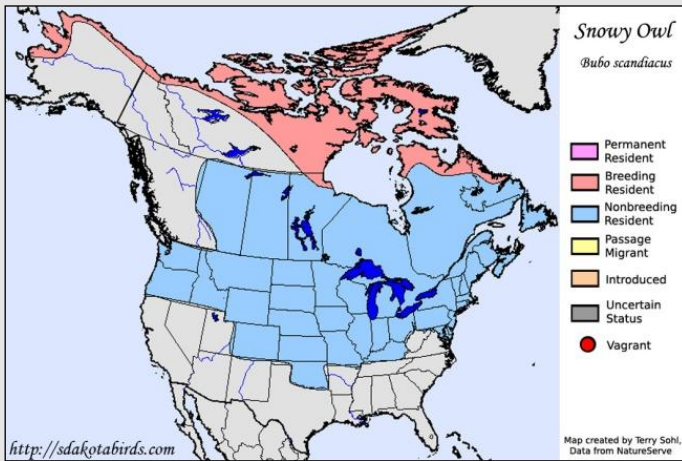 Snowy Owl
Bubo scandiacus
Permanent
Resident
Breeding
Resident
Nonbreeding
Resident
Passage
Migrant
Introduced
Uncertain
Status
Vagrant
http://sdakotabirds.com
Map created by Terry Sohl,
Data from NatureServe